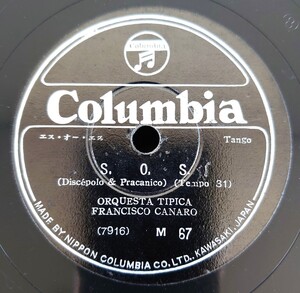 Columbia
Columbia
エス・オー・エス
Tango
S. O. S.
(Discépolo & Pracanico) (Tempo 31)
ORQUESTA TIPICA
FRANCISCO CANARO
(7916) M 67
MADE BY NIPPON COLUMBIA CO., LTD., KAWASAKI, JAPAN